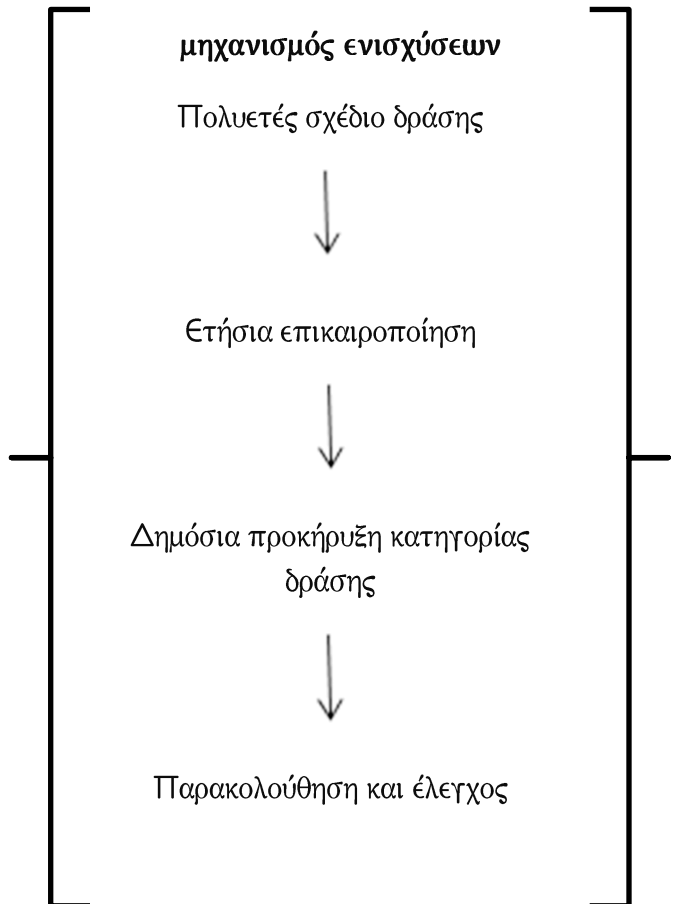 μηχανισμός ενισχύσεων
Πολυετές σχέδιο δράσης
Ετήσια επικαιροποίηση
Δημόσια προκήρυξη κατηγορίας
δράσης
Παρακολούθηση και έλεγχος